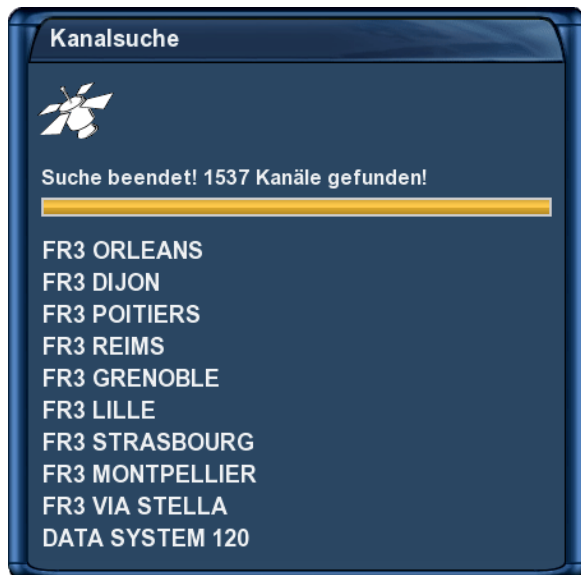 Kanalsuche
Suche beendet! 1537 Kanäle gefunden!
FR3 ORLEANS
FR3 DIJON
FR3 POITIERS
FR3 REIMS
FR3 GRENOBLE
FR3 LILLE
FR3 STRASBOURG
FR3 MONTPELLIER
FR3 VIA STELLA
DATA SYSTEM 120